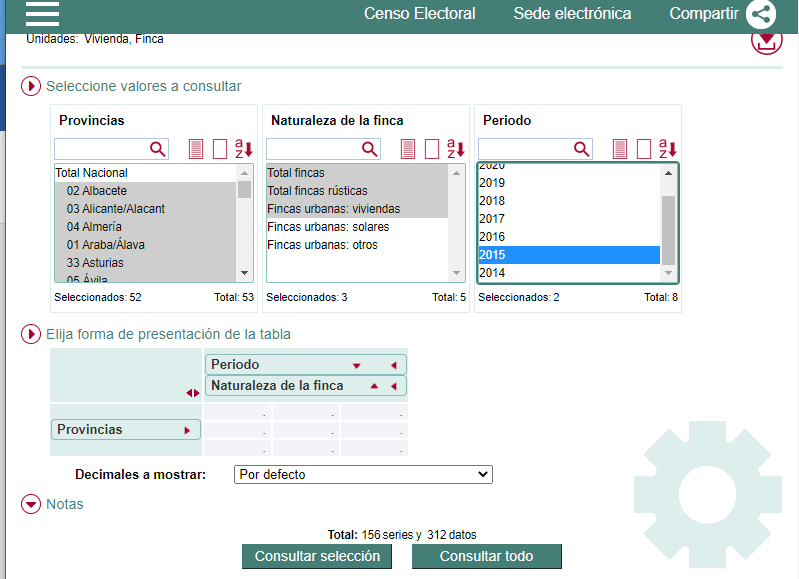 Censo Electoral Sede electrónica Compartir
Unidades: Vivienda, Finca
Seleccione valores a consultar
Provincias
Total Nacional
02 Albacete
03 Alicante/Alacant
04 Almería
01 Araba/Álava
33 Asturias
05 Ávila
Seleccionados: 52 Total: 53
Naturaleza de la finca
Total fincas
Total fincas rústicas
Fincas urbanas: viviendas
Fincas urbanas: solares
Fincas urbanas: otros
Seleccionados: 3 Total: 5
Periodo
2020
2019
2018
2017
2016
2015
2014
Seleccionados: 2 Total: 8
Elija forma de presentación de la tabla
Periodo
Naturaleza de la finca
Provincias
Decimales a mostrar: Por defecto
Notas
Total: 156 series y 312 datos
Consultar selección Consultar todo